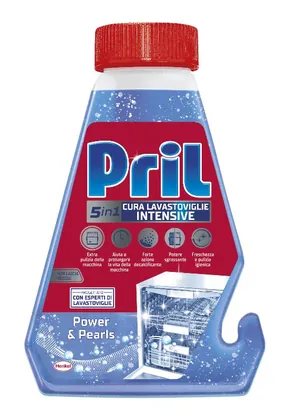 Pril
5in1 CURA LAVASTOVIGLIE
INTENSIVE
Extra
pulizia della
macchina
Aiuta a
prolungare
la vita della
macchina
Forte
azione
decalcificante
Potere
sgrassante
Freschezza
e pulizia
igienica
CON ESPERTI DI
LAVASTOVIGLIE
Power
& Pearls
Henkel